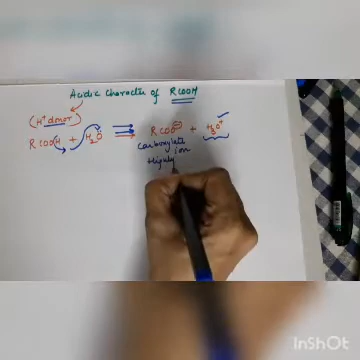 Acidic Character of RCOOH
(H⁺ donor)
RCOOH + H₂O ⇌ RCOO⊖ + H₃O⁺
Carboxylate
ion
Highly
InShOt